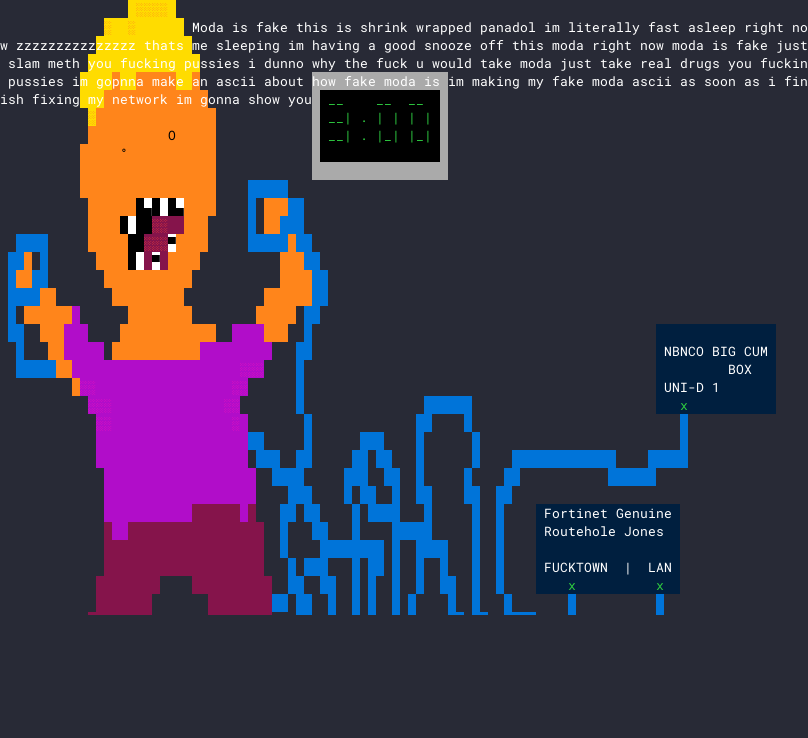 Moda is fake this is shrink wrapped panadol im literally fast asleep right no
w zzzzzzzzzzzzzzz thats me sleeping im having a good snooze off this moda right now moda is fake just
slam meth you fucking pussies i dunno why the fuck u would take moda just take real drugs you fuckin
pussies im gopnna make an ascii about how fake moda is im making my fake moda ascii as soon as i fin
ish fixing my network im gonna show you
NBNCO BIG CUM
BOX
UNI-D 1
x
Fortinet Genuine
Routehole Jones
FUCKTOWN | LAN
x x